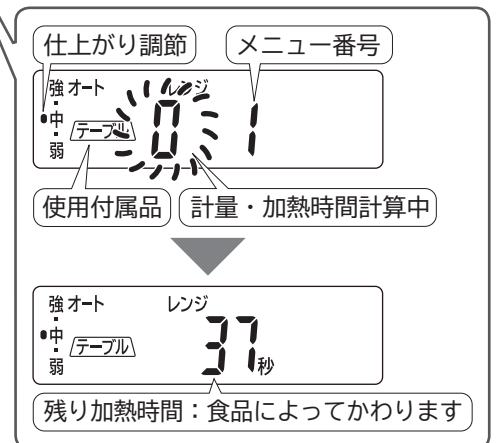 仕上がり調節
メニュー番号
強 オート レンジ
中 テーブル 0 1
弱
使用付属品
計量・加熱時間計算中
強 オート レンジ
中 テーブル 37秒
弱
残り加熱時間：食品によってかわります